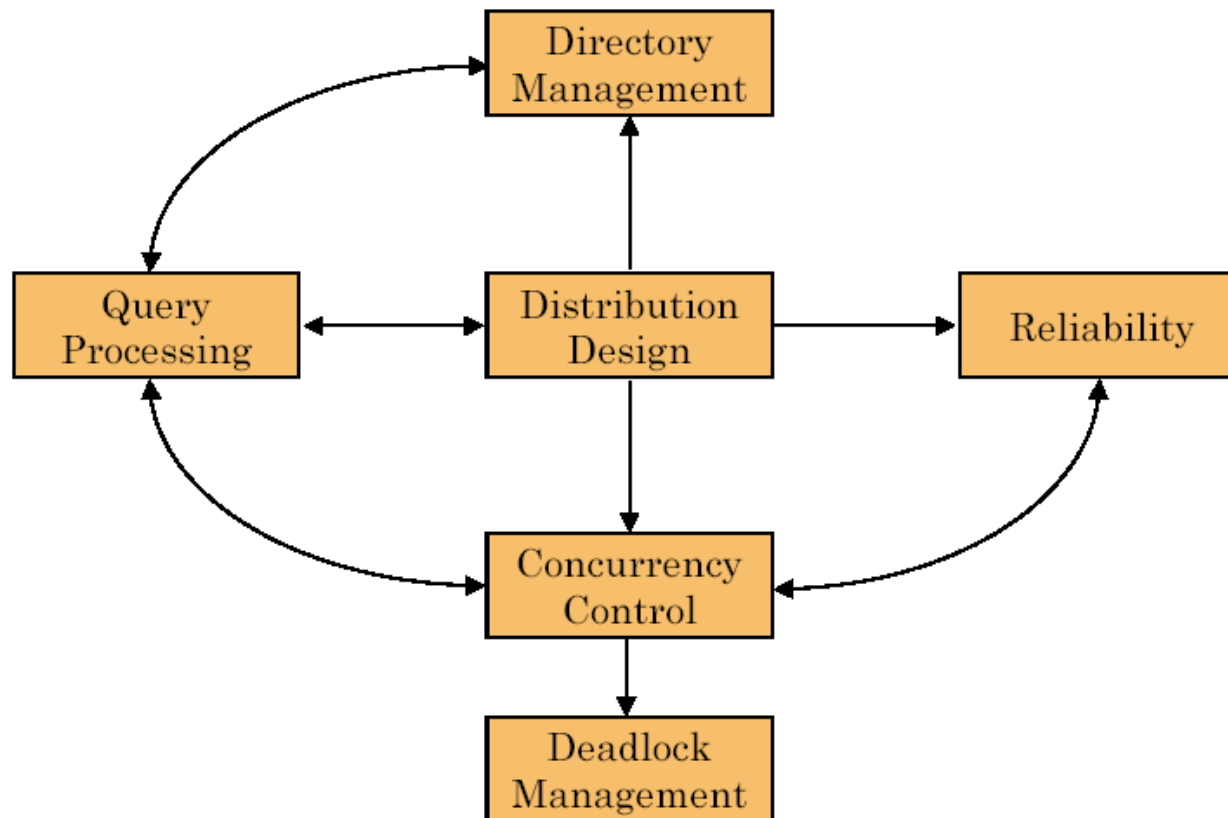 Directory
Management
Query
Processing
Distribution
Design
Reliability
Concurrency
Control
Deadlock
Management